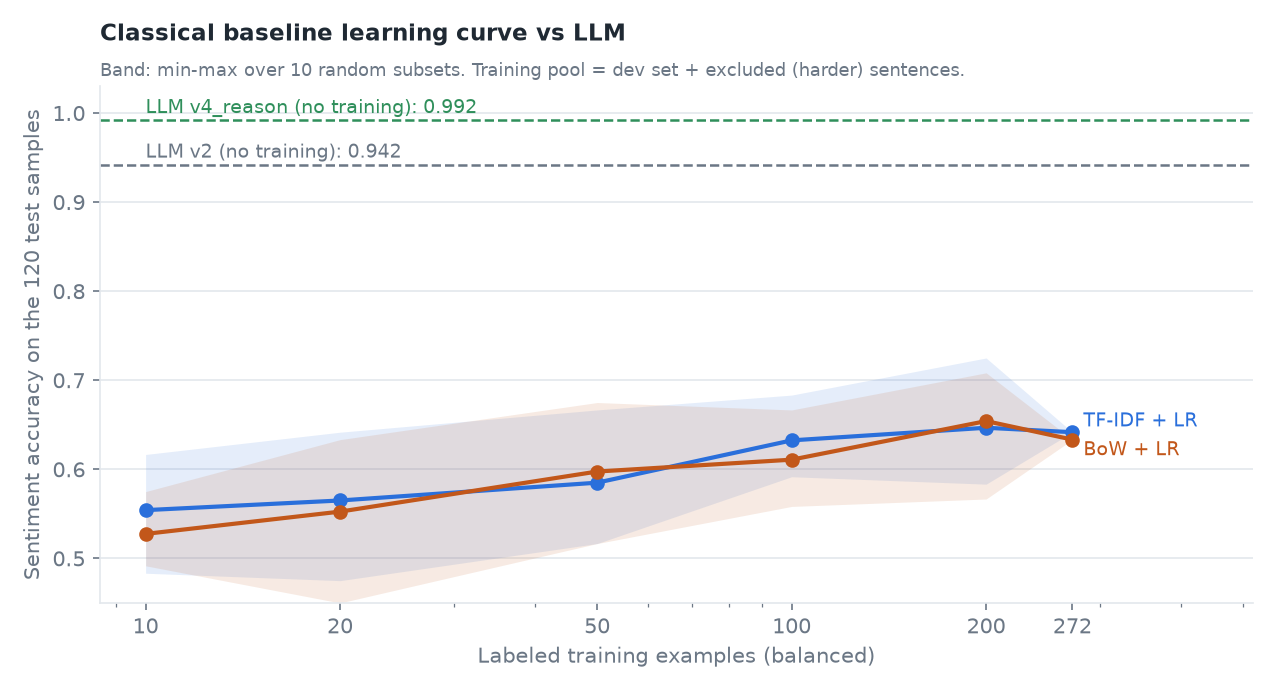 Classical baseline learning curve vs LLM
Band: min-max over 10 random subsets. Training pool = dev set + excluded (harder) sentences.
LLM v4_reason (no training): 0.992
LLM v2 (no training): 0.942
1.0
0.9
0.8
0.7
0.6
0.5
Sentiment accuracy on the 120 test samples
TF-IDF + LR
BoW + LR
10
20
50
100
200
272
Labeled training examples (balanced)